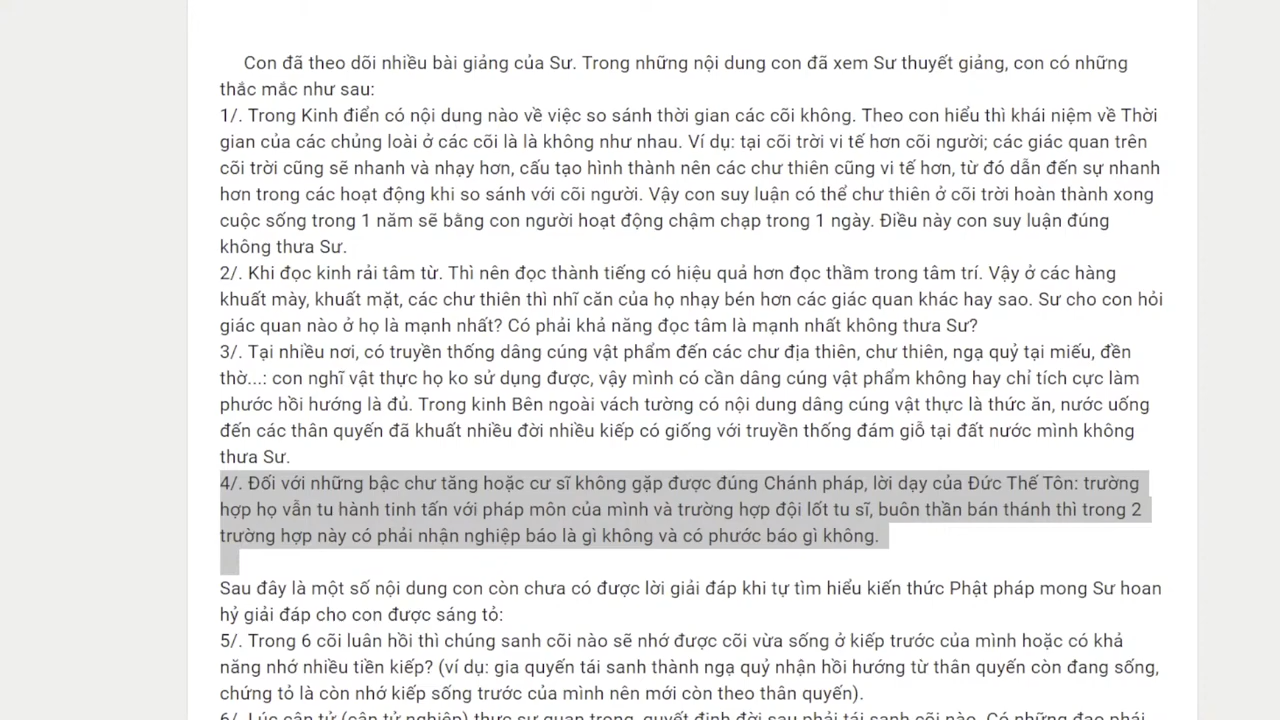 Con đã theo dõi nhiều bài giảng của Sư. Trong những nội dung con đã xem Sư thuyết giảng, con có những
thắc mắc như sau:
1/. Trong Kinh điển có nội dung nào về việc so sánh thời gian các cõi không. Theo con hiểu thì khái niệm về Thời
gian của các chủng loài ở các cõi là là không như nhau. Ví dụ: tại cõi trời vi tế hơn cõi người; các giác quan trên
cõi trời cũng sẽ nhanh và nhạy hơn, cấu tạo hình thành nên các chư thiên cũng vi tế hơn, từ đó dẫn đến sự nhanh
hơn trong các hoạt động khi so sánh với cõi người. Vậy con suy luận có thể chư thiên ở cõi trời hoàn thành xong
cuộc sống trong 1 năm sẽ bằng con người hoạt động chậm chạp trong 1 ngày. Điều này con suy luận đúng
không thưa Sư.
2/. Khi đọc kinh rải tâm từ. Thì nên đọc thành tiếng có hiệu quả hơn đọc thầm trong tâm trí. Vậy ở các hàng
khuất mày, khuất mặt, các chư thiên thì nhĩ căn của họ nhạy bén hơn các giác quan khác hay sao. Sư cho con hỏi
giác quan nào ở họ là mạnh nhất? Có phải khả năng đọc tâm là mạnh nhất không thưa Sư?
3/. Tại nhiều nơi, có truyền thống dâng cúng vật phẩm đến các chư địa thiên, chư thiên, ngạ quỷ tại miếu, đền
thờ...: con nghĩ vật thực họ ko sử dụng được, vậy mình có cần dâng cúng vật phẩm không hay chỉ tích cực làm
phước hồi hướng là đủ. Trong kinh Bên ngoài vách tường có nội dung dâng cúng vật thực là thức ăn, nước uống
đến các thân quyến đã khuất nhiều đời nhiều kiếp có giống với truyền thống đám giỗ tại đất nước mình không
thưa Sư.
4/. Đối với những bậc chư tăng hoặc cư sĩ không gặp được đúng Chánh pháp, lời dạy của Đức Thế Tôn: trường
hợp họ vẫn tu hành tinh tấn với pháp môn của mình và trường hợp đội lốt tu sĩ, buôn thần bán thánh thì trong 2
trường hợp này có phải nhận nghiệp báo là gì không và có phước báo gì không.
Sau đây là một số nội dung con còn chưa có được lời giải đáp khi tự tìm hiểu kiến thức Phật pháp mong Sư hoan
hỷ giải đáp cho con được sáng tỏ:
5/. Trong 6 cõi luân hồi thì chúng sanh cõi nào sẽ nhớ được cõi vừa sống ở kiếp trước của mình hoặc có khả
năng nhớ nhiều tiền kiếp? (ví dụ: gia quyến tái sanh thành ngạ quỷ nhận hồi hướng từ thân quyến còn đang sống,
chứng tỏ là còn nhớ kiếp sống trước của mình nên mới còn theo thân quyến).
6/. Lúc cận tử (cận tử nghiệp) thực sự quan trọng, quyết định đời sau phải tái sanh cõi nào. Có những đạo phái